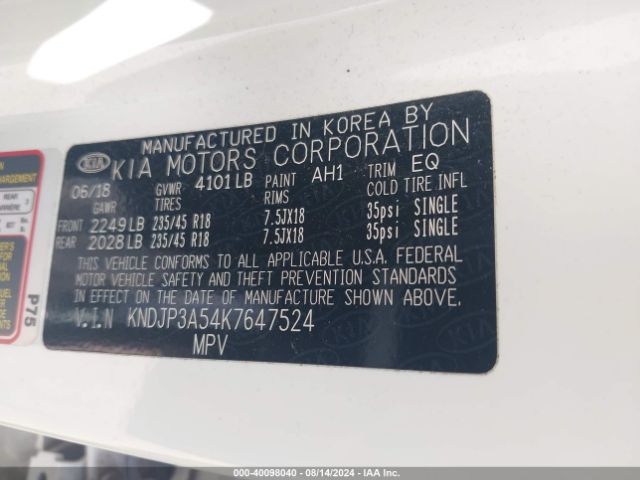 MANUFACTURED IN KOREA BY
KIA KIA MOTORS CORPORATION
06/18 GVWR 4101LB PAINT AH1 TRIM EQ
GAWR TIRES RIMS COLD TIRE INFL
FRONT 2249LB 235/45 R18 7.5JX18 35psi SINGLE
REAR 2028LB 235/45 R18 7.5JX18 35psi SINGLE
THIS VEHICLE CONFORMS TO ALL APPLICABLE U.S.A. FEDERAL
MOTOR VEHICLE SAFETY AND THEFT PREVENTION STANDARDS
IN EFFECT ON THE DATE OF MANUFACTURE SHOWN ABOVE.
V.I.N KNDJP3A54K7647524
MPV
REAR
P75
000-40098040 - 08/14/2024 - IAA Inc.